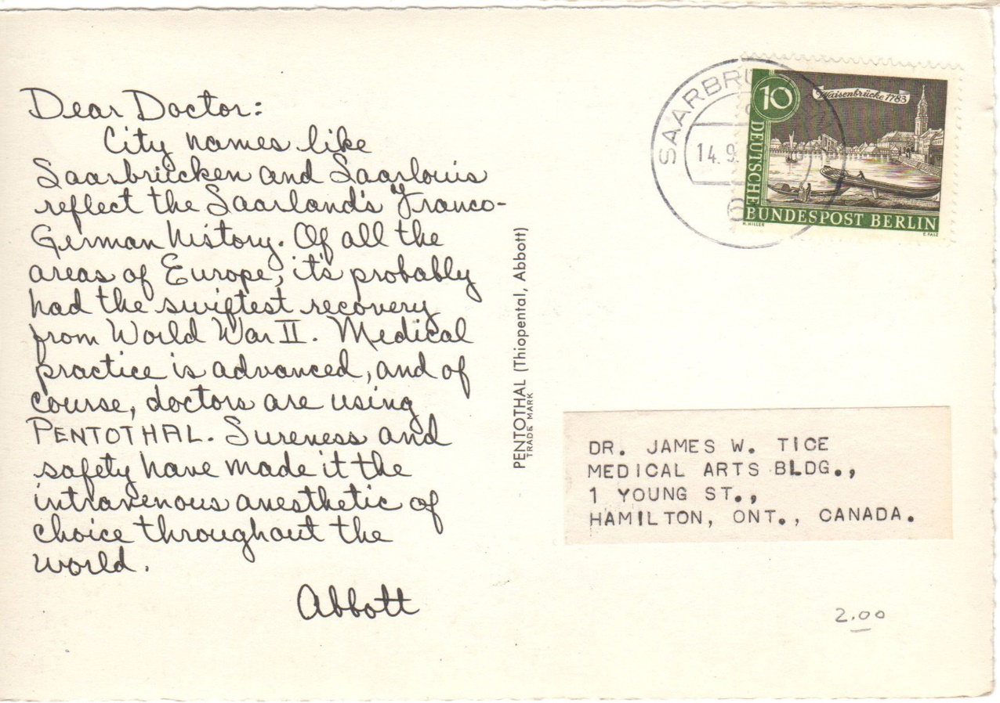 Dear Doctor:
City names like
Saarbrücken and Saarlouis
reflect the Saarland's Franco-
German history. Of all the
areas of Europe, it's probably
had the swiftest recovery
from World War II. Medical
practice is advanced, and of
course, doctors are using
PENTOTHAL. Sureness and
safety have made it the
intravenous anesthetic of
choice throughout the
world.
Abbott
PENTOTHAL (Thiopental, Abbott)
TRADE MARK
14.9.
10
Waisenbrücke 1783
DEUTSCHE
BUNDESPOST BERLIN
H. HILLER
E. FALZ
DR. JAMES W. TICE
MEDICAL ARTS BLDG.,
1 YOUNG ST.,
HAMILTON, ONT., CANADA.
2.00